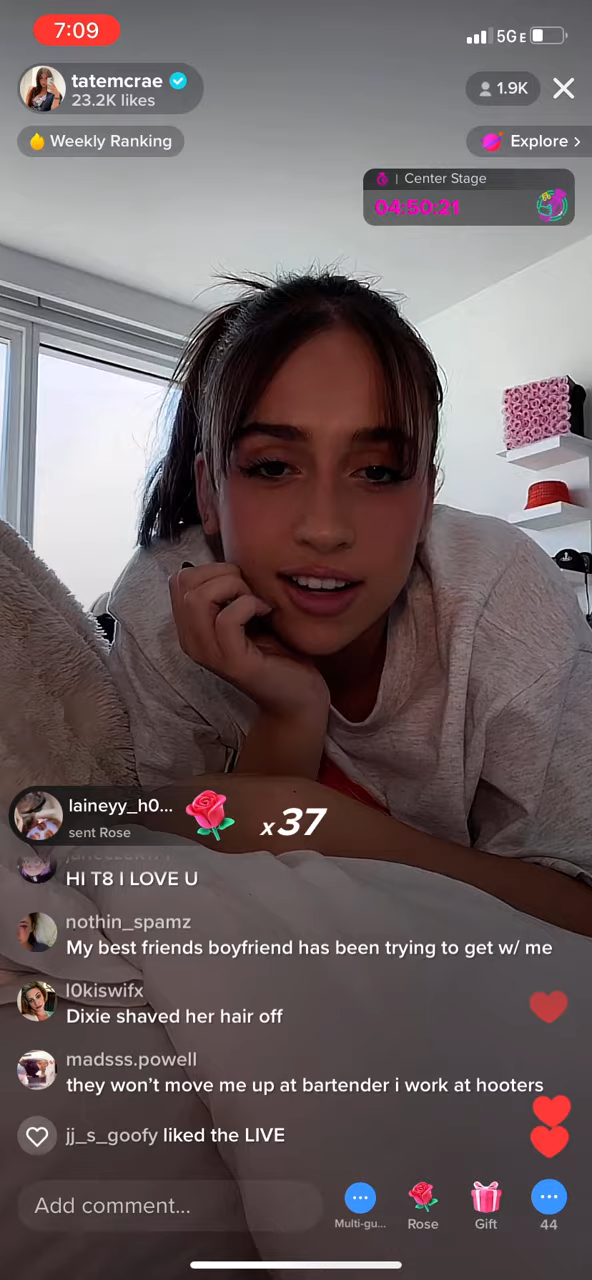 7:09
5G E
tatemcrae
23.2K likes
1.9K
Weekly Ranking
Explore >
| Center Stage
04:50:21
laineyy_h0...
sent Rose
x37
HI T8 I LOVE U
nothin_spamz
My best friends boyfriend has been trying to get w/ me
l0kiswifx
Dixie shaved her hair off
madsss.powell
they won't move me up at bartender i work at hooters
jj_s_goofy liked the LIVE
Add comment...
Multi-gu...
Rose
Gift
44